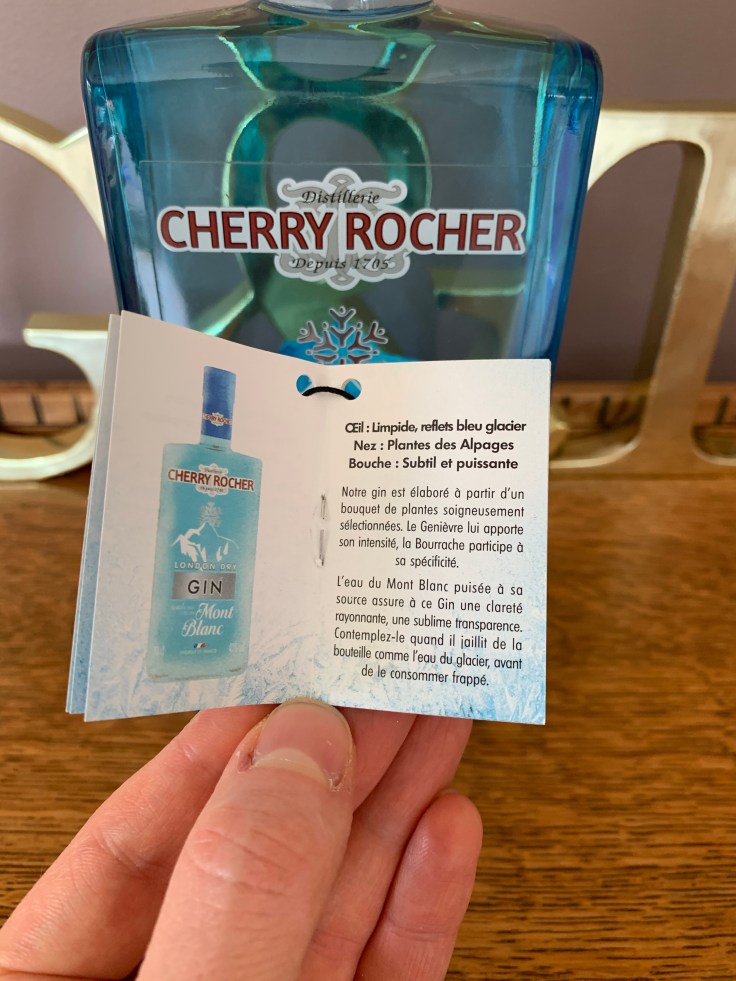 Distillerie
CHERRY ROCHER
Depuis 1705
CHERRY ROCHER
CHERRY ROCHER
LONDON DRY
GIN
Mont
Blanc
Œil : Limpide, reflets bleu glacier
Nez : Plantes des Alpages
Bouche : Subtil et puissante
Notre gin est élaboré à partir d'un
bouquet de plantes soigneusement
sélectionnées. Le Genièvre lui apporte
son intensité, la Bourrache participe à
sa spécificité.
L'eau du Mont Blanc puisée à sa
source assure à ce Gin une clareté
rayonnante, une sublime transparence.
Contemplez-le quand il jaillit de la
bouteille comme l'eau du glacier, avant
de le consommer frappé.